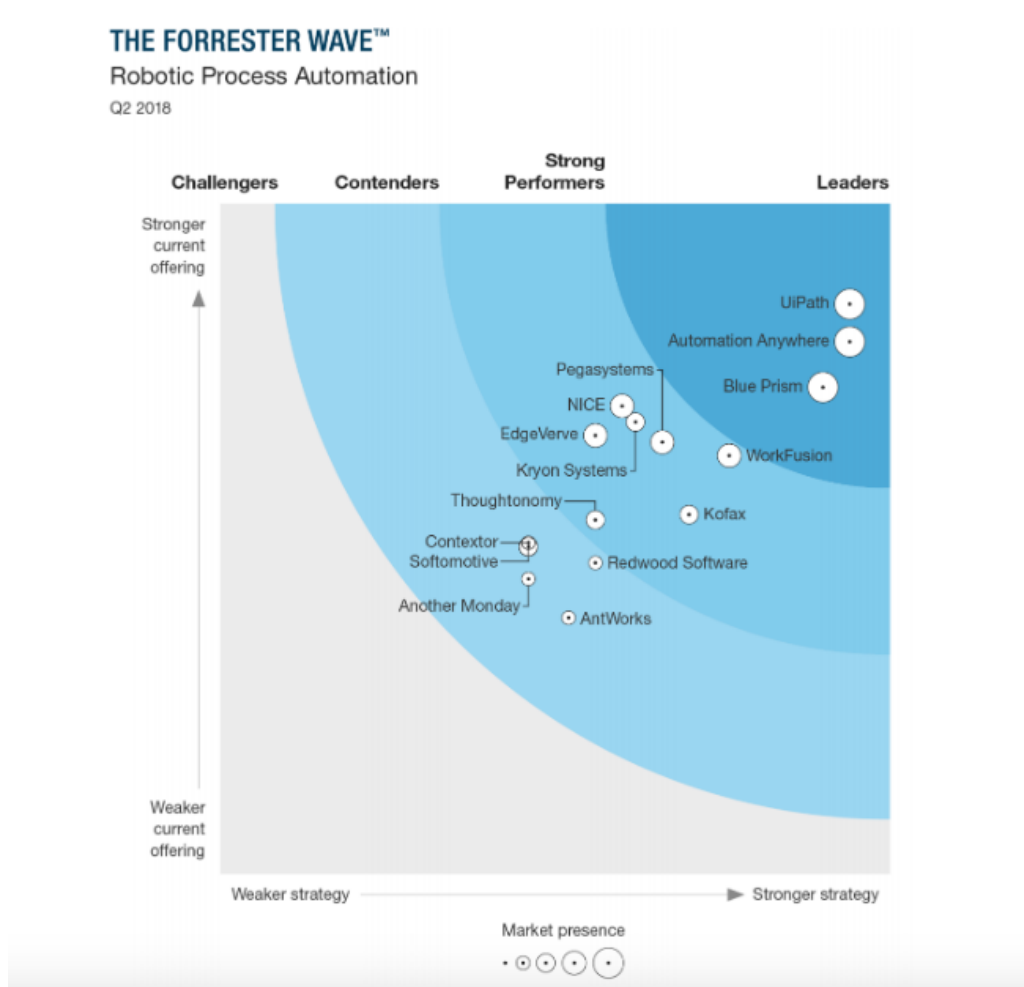 THE FORRESTER WAVE™
Robotic Process Automation
Q2 2018
Strong
Challengers Contenders Performers Leaders
Stronger
current
offering
UiPath
Automation Anywhere
Pegasystems
Blue Prism
NICE
EdgeVerve
WorkFusion
Kryon Systems
Thoughtonomy
Kofax
Contextor
Softomotive
Redwood Software
Another Monday
AntWorks
Weaker
current
offering
Weaker strategy
Stronger strategy
Market presence